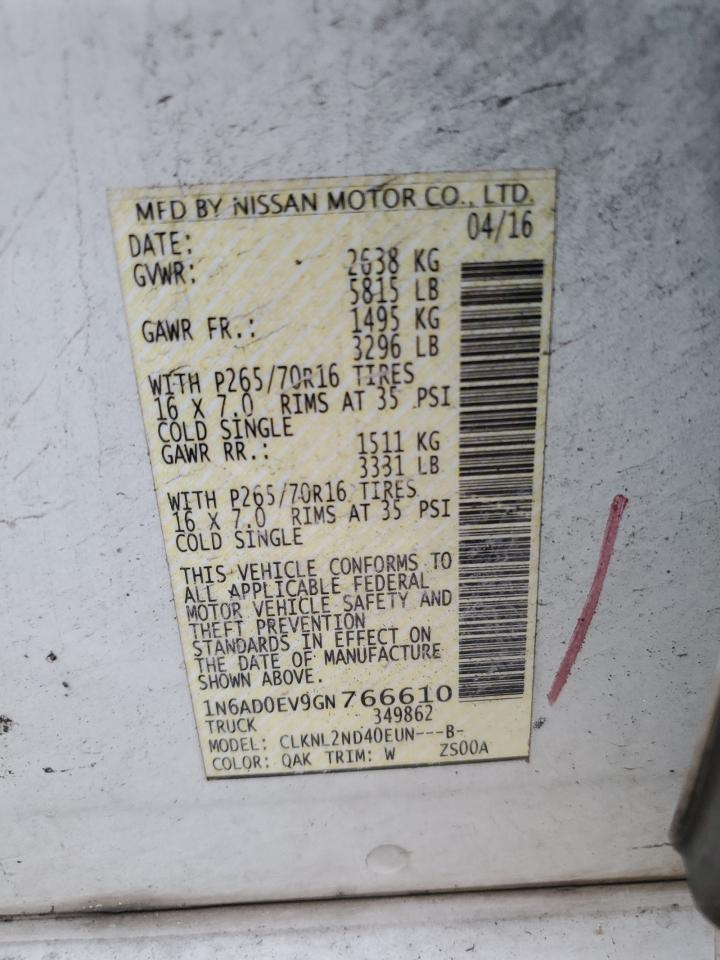 MFD BY NISSAN MOTOR CO., LTD.
DATE: 04/16
GVWR: 2638 KG
5815 LB
GAWR FR.: 1495 KG
3296 LB
WITH P265/70R16 TIRES
16 X 7.0 RIMS AT 35 PSI
COLD SINGLE
GAWR RR.: 1511 KG
3331 LB
WITH P265/70R16 TIRES
16 X 7.0 RIMS AT 35 PSI
COLD SINGLE
THIS VEHICLE CONFORMS TO
ALL APPLICABLE FEDERAL
MOTOR VEHICLE SAFETY AND
THEFT PREVENTION
STANDARDS IN EFFECT ON
THE DATE OF MANUFACTURE
SHOWN ABOVE.
1N6AD0EV9GN766610
TRUCK 349862
MODEL: CLKNL2ND40EUN---B-
COLOR: QAK TRIM: W ZS00A